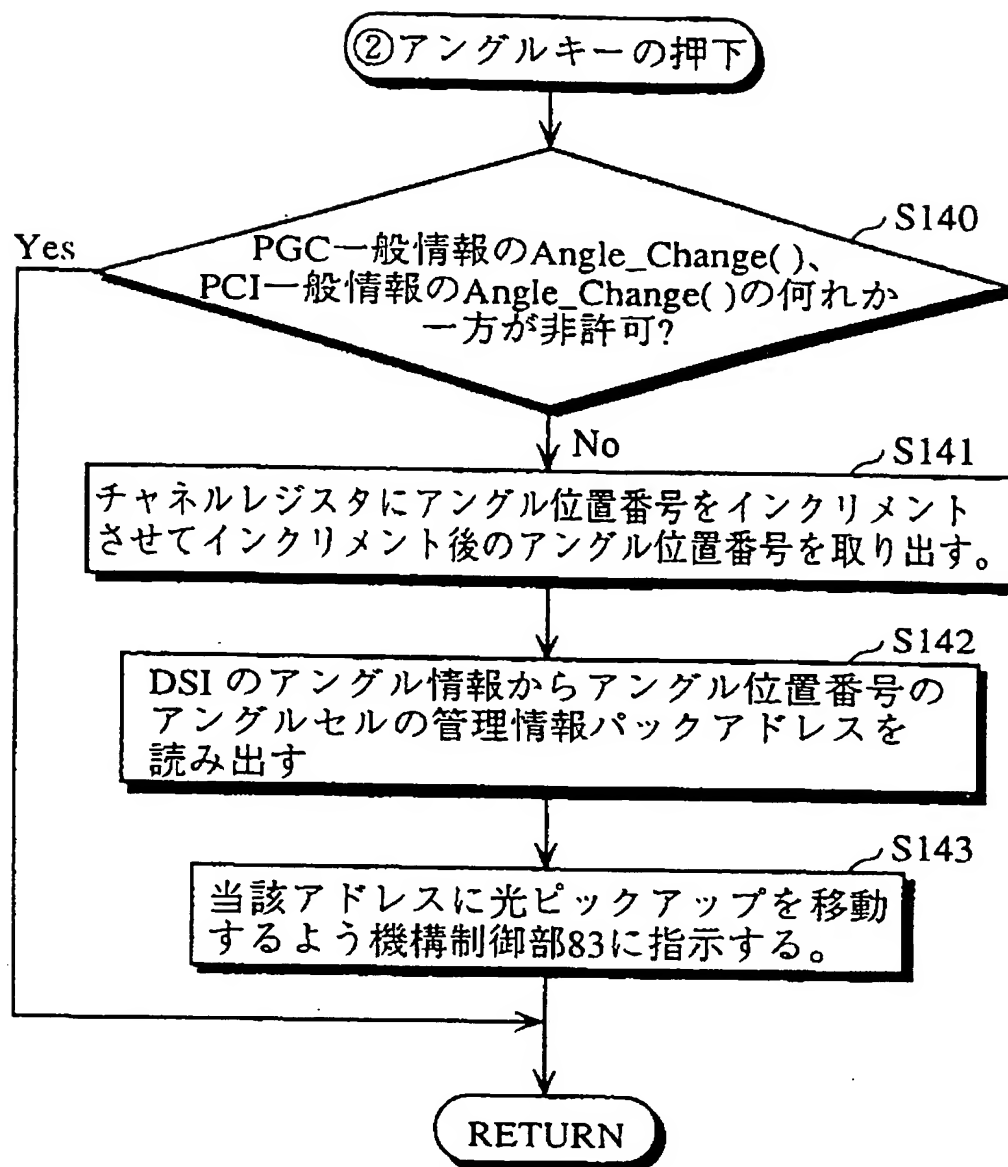 ②アングルキーの押下
S140
Yes
PGC一般情報のAngle_Change( )、
PCI一般情報のAngle_Change( )の何れか
一方が非許可?
No
S141
チャネルレジスタにアングル位置番号をインクリメント
させてインクリメント後のアングル位置番号を取り出す。
S142
DSI のアングル情報からアングル位置番号の
アングルセルの管理情報パックアドレスを
読み出す
S143
当該アドレスに光ピックアップを移動
するよう機構制御部83に指示する。
RETURN